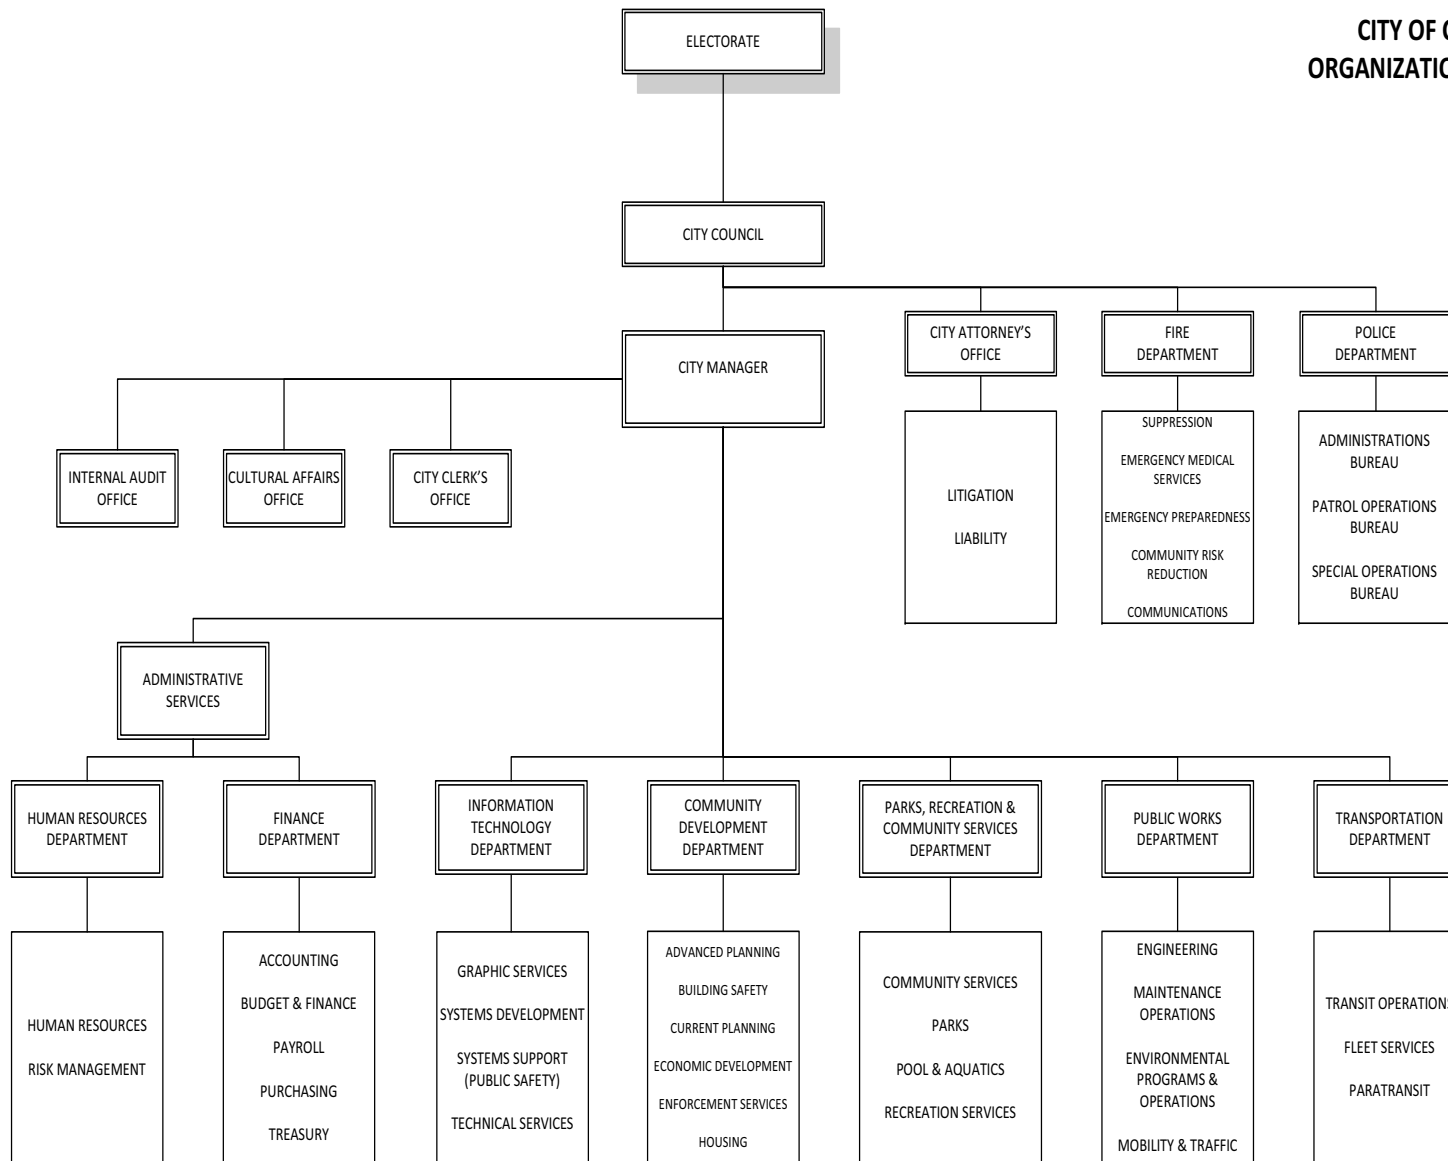 ELECTORATE
CITY OF C
ORGANIZATIO
CITY COUNCIL
CITY MANAGER
CITY ATTORNEY'S
OFFICE
FIRE
DEPARTMENT
POLICE
DEPARTMENT
INTERNAL AUDIT
OFFICE
CULTURAL AFFAIRS
OFFICE
CITY CLERK'S
OFFICE
LITIGATION
LIABILITY
SUPPRESSION
EMERGENCY MEDICAL
SERVICES
EMERGENCY PREPAREDNESS
COMMUNITY RISK
REDUCTION
COMMUNICATIONS
ADMINISTRATIONS
BUREAU
PATROL OPERATIONS
BUREAU
SPECIAL OPERATIONS
BUREAU
ADMINISTRATIVE
SERVICES
HUMAN RESOURCES
DEPARTMENT
FINANCE
DEPARTMENT
INFORMATION
TECHNOLOGY
DEPARTMENT
COMMUNITY
DEVELOPMENT
DEPARTMENT
PARKS, RECREATION &
COMMUNITY SERVICES
DEPARTMENT
PUBLIC WORKS
DEPARTMENT
TRANSPORTATION
DEPARTMENT
HUMAN RESOURCES
RISK MANAGEMENT
ACCOUNTING
BUDGET & FINANCE
PAYROLL
PURCHASING
TREASURY
GRAPHIC SERVICES
SYSTEMS DEVELOPMENT
SYSTEMS SUPPORT
(PUBLIC SAFETY)
TECHNICAL SERVICES
ADVANCED PLANNING
BUILDING SAFETY
CURRENT PLANNING
ECONOMIC DEVELOPMENT
ENFORCEMENT SERVICES
HOUSING
COMMUNITY SERVICES
PARKS
POOL & AQUATICS
RECREATION SERVICES
ENGINEERING
MAINTENANCE
OPERATIONS
ENVIRONMENTAL
PROGRAMS &
OPERATIONS
MOBILITY & TRAFFIC
TRANSIT OPERATIONS
FLEET SERVICES
PARATRANSIT